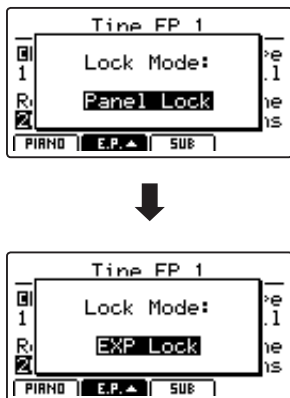 Tine EP 1
Lock Mode:
Panel Lock
PIANO E.P. SUB
Tine EP 1
Lock Mode:
EXP Lock
PIANO E.P. SUB